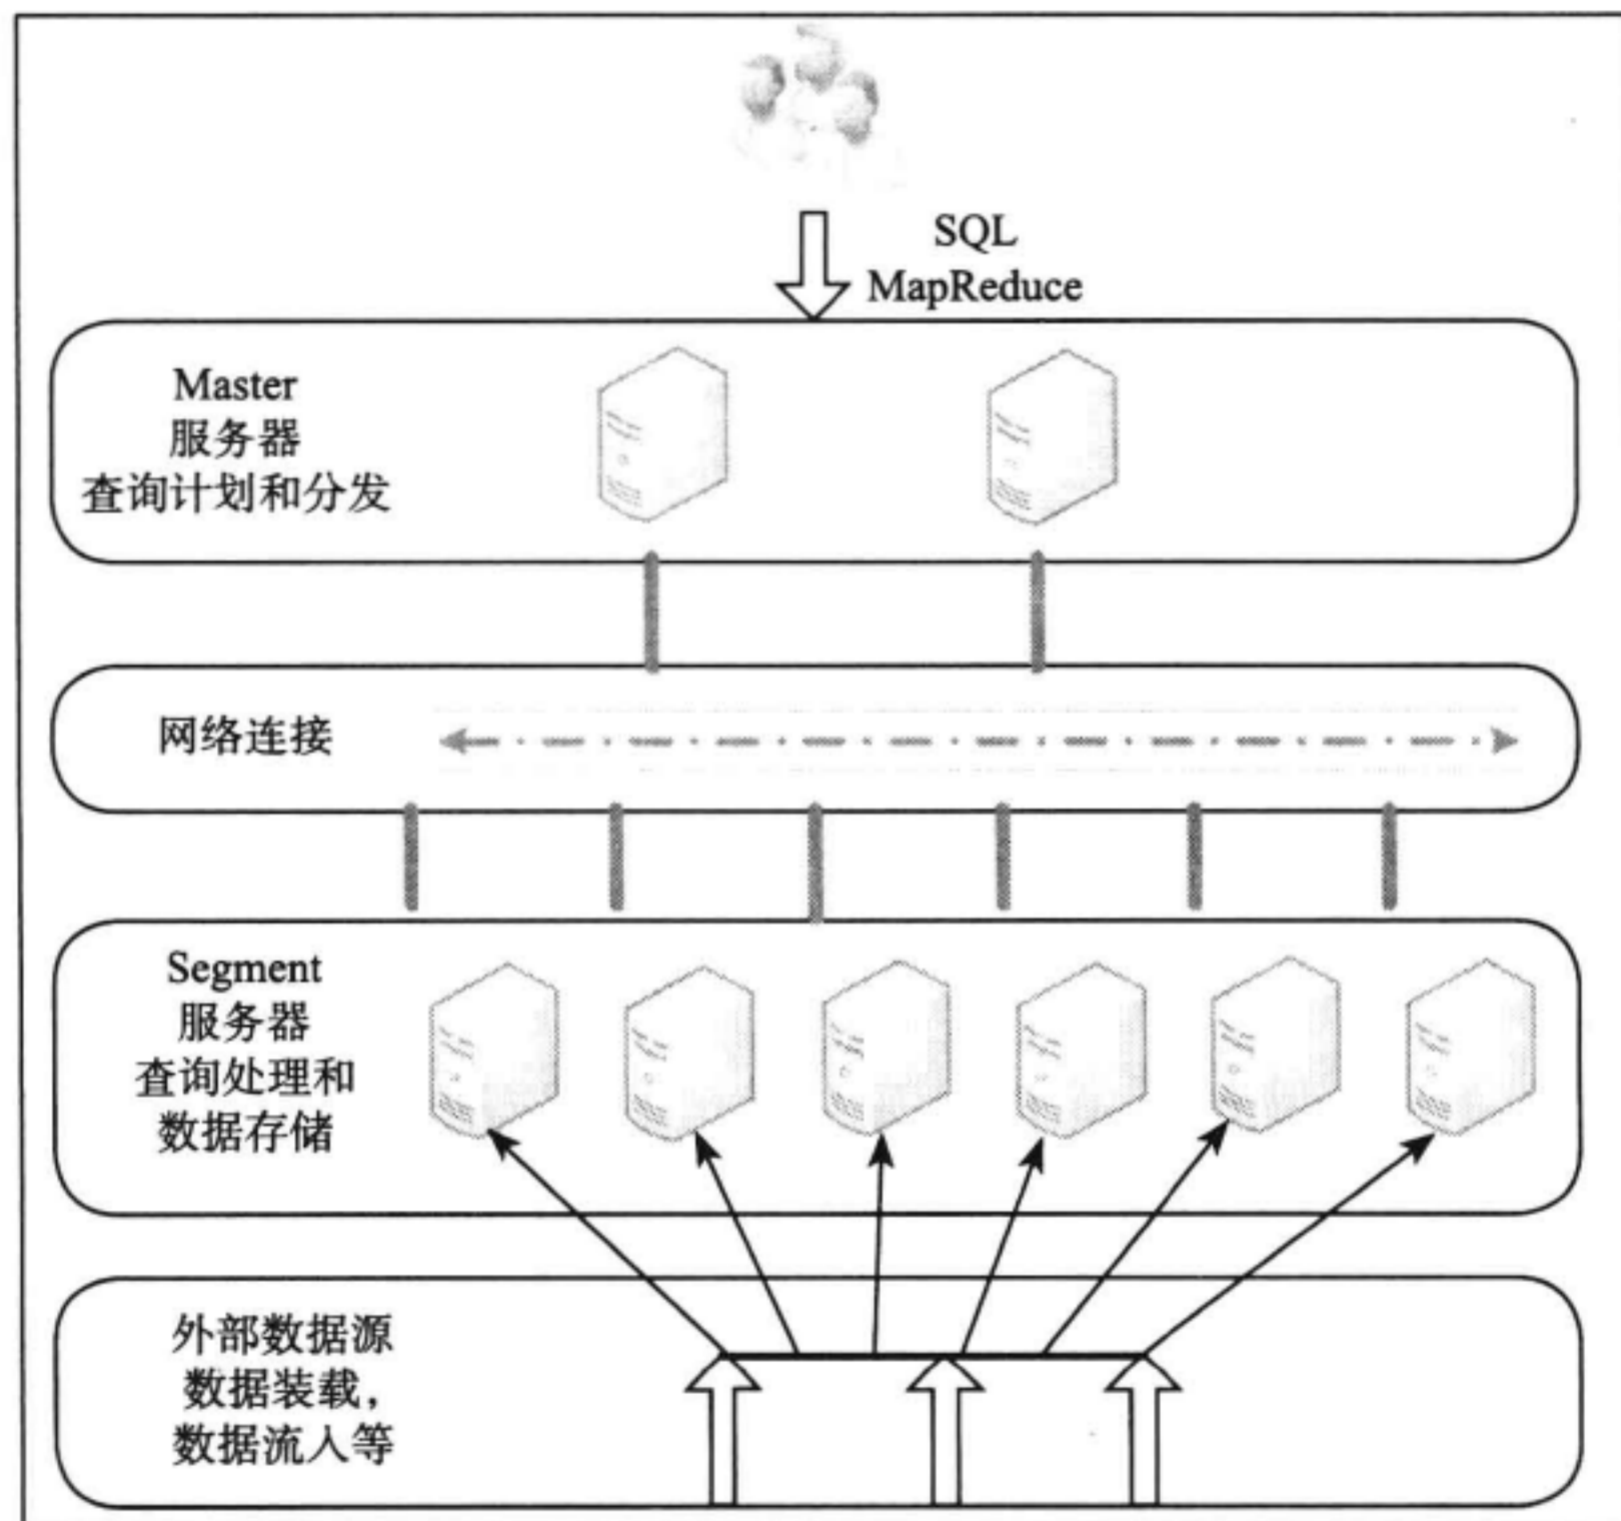 SQL
MapReduce
Master
服务器
查询计划和分发
网络连接
Segment
服务器
查询处理和
数据存储
外部数据源
数据装载，
数据流入等